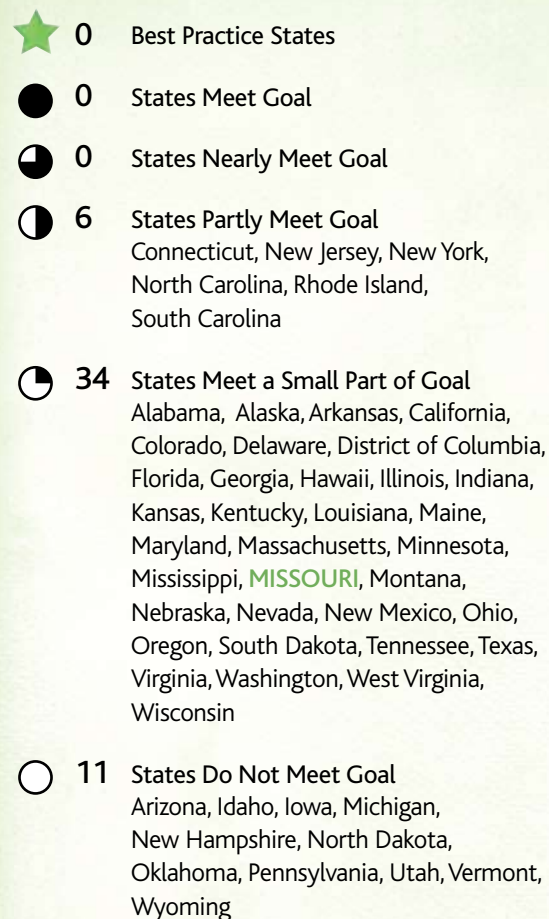 0 Best Practice States
0 States Meet Goal
0 States Nearly Meet Goal
6 States Partly Meet Goal
Connecticut, New Jersey, New York,
North Carolina, Rhode Island,
South Carolina
34 States Meet a Small Part of Goal
Alabama, Alaska, Arkansas, California,
Colorado, Delaware, District of Columbia,
Florida, Georgia, Hawaii, Illinois, Indiana,
Kansas, Kentucky, Louisiana, Maine,
Maryland, Massachusetts, Minnesota,
Mississippi, MISSOURI, Montana,
Nebraska, Nevada, New Mexico, Ohio,
Oregon, South Dakota, Tennessee, Texas,
Virginia, Washington, West Virginia,
Wisconsin
11 States Do Not Meet Goal
Arizona, Idaho, Iowa, Michigan,
New Hampshire, North Dakota,
Oklahoma, Pennsylvania, Utah, Vermont,
Wyoming